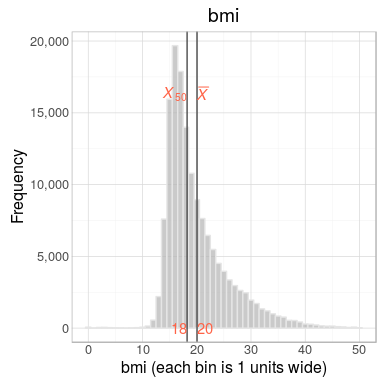 bmi
20,000
15,000
10,000
5,000
0
Frequency
X50 X̅
18 20
0 10 20 30 40 50
bmi (each bin is 1 units wide)